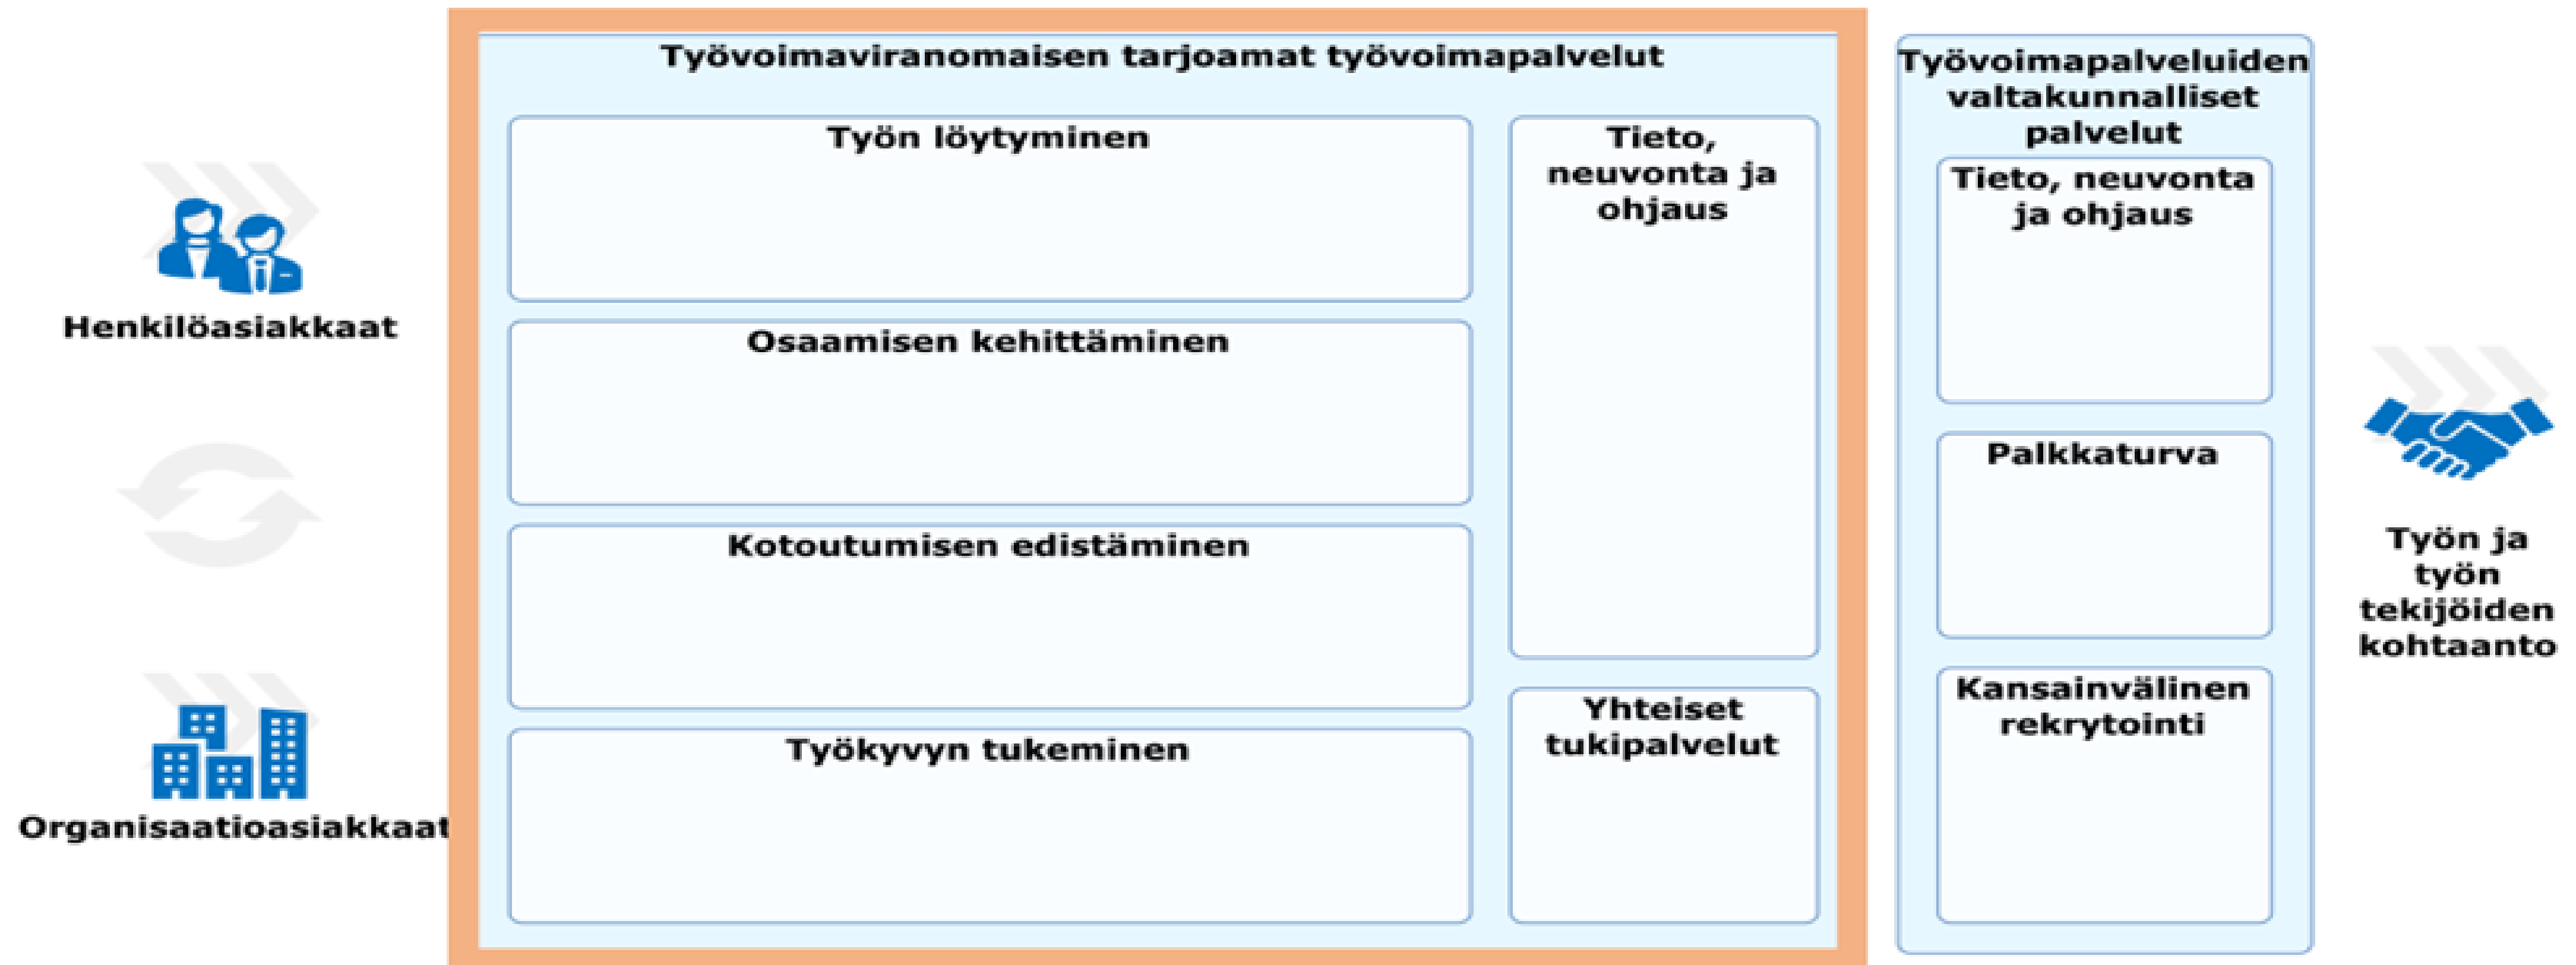 Henkilöasiakkaat
Organisaatioasiakkaat
Työvoimaviranomaisen tarjoamat työvoimapalvelut
Työn löytyminen
Osaamisen kehittäminen
Kotoutumisen edistäminen
Työkyvyn tukeminen
Tieto,
neuvonta ja
ohjaus
Yhteiset
tukipalvelut
Työvoimapalveluiden
valtakunnalliset
palvelut
Tieto, neuvonta
ja ohjaus
Palkkaturva
Kansainvälinen
rekrytointi
Työn ja
työn
tekijöiden
kohtaanto